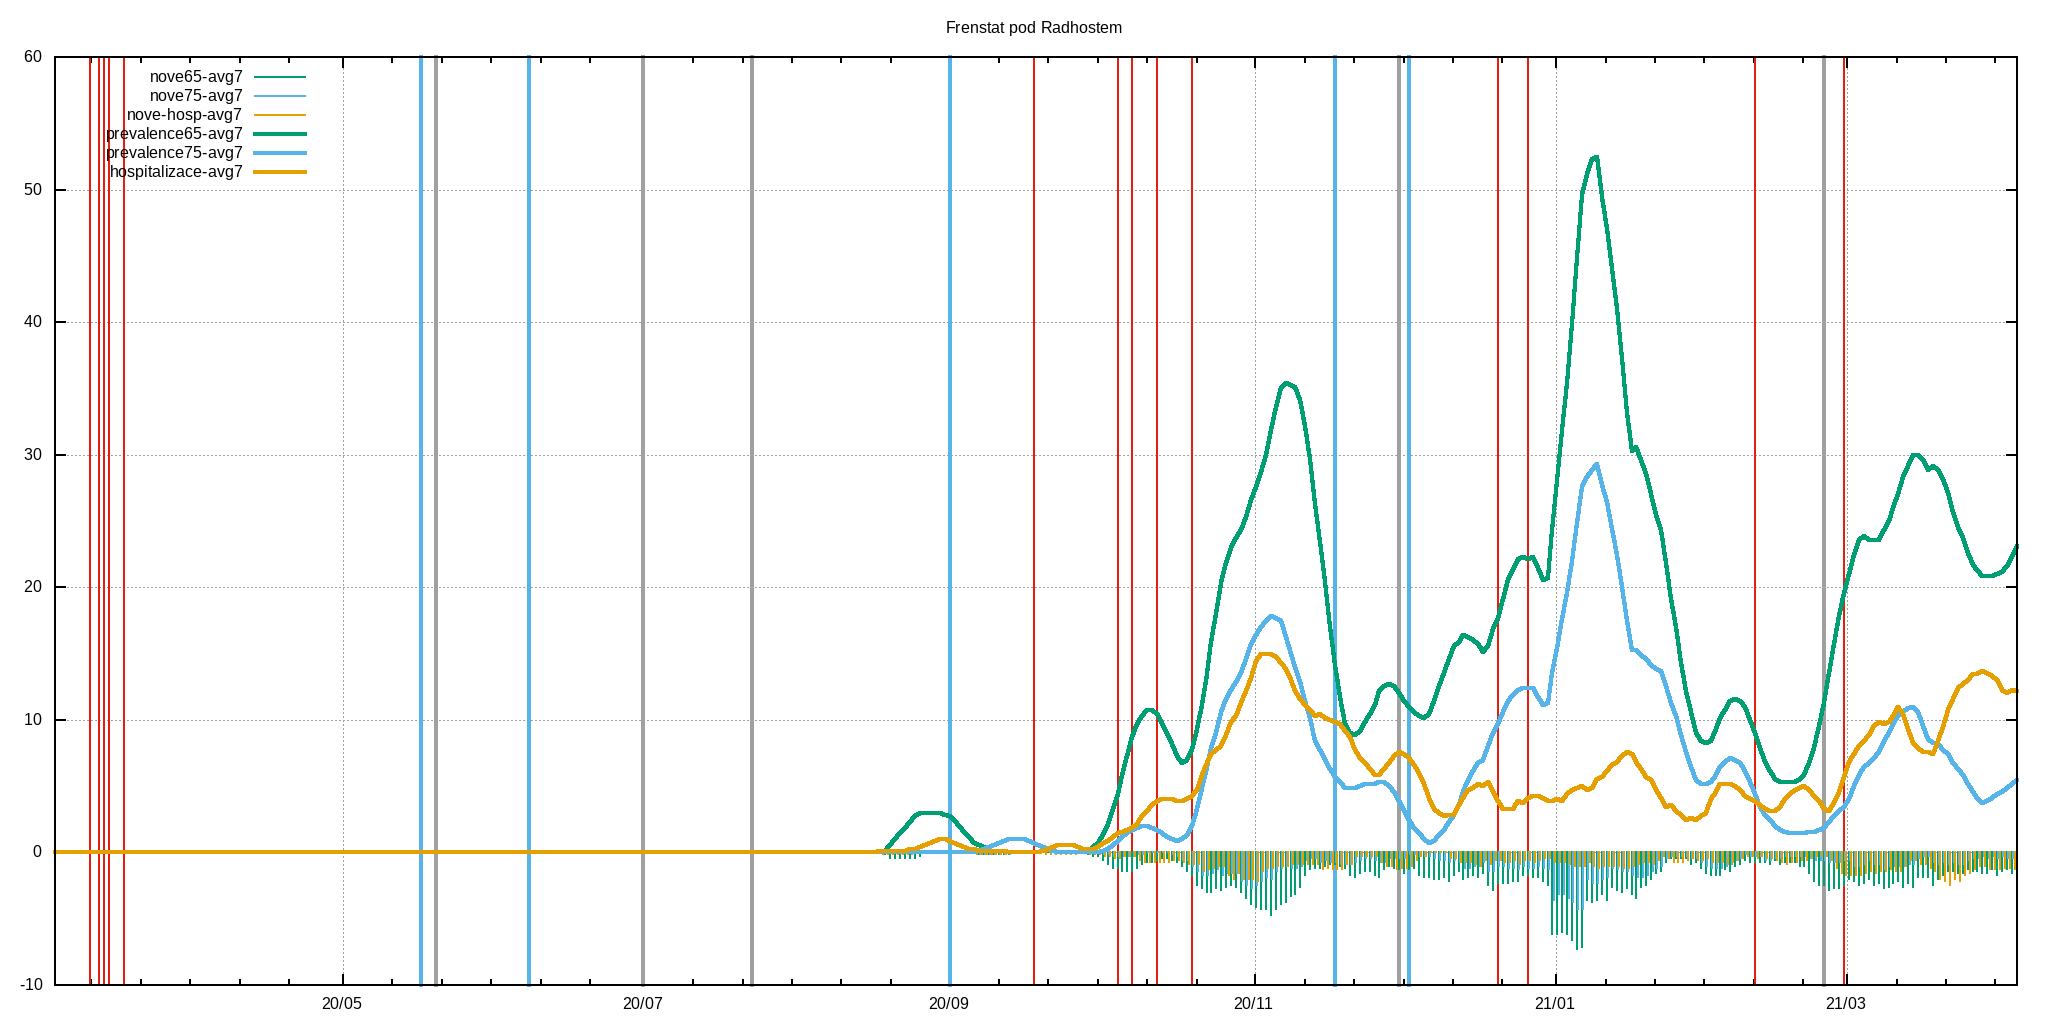 Frenstat pod Radhostem
60
50
40
30
20
10
0
-10
nove65-avg7
nove75-avg7
nove-hosp-avg7
prevalence65-avg7
prevalence75-avg7
hospitalizace-avg7
20/05 20/07 20/09 20/11 21/01 21/03